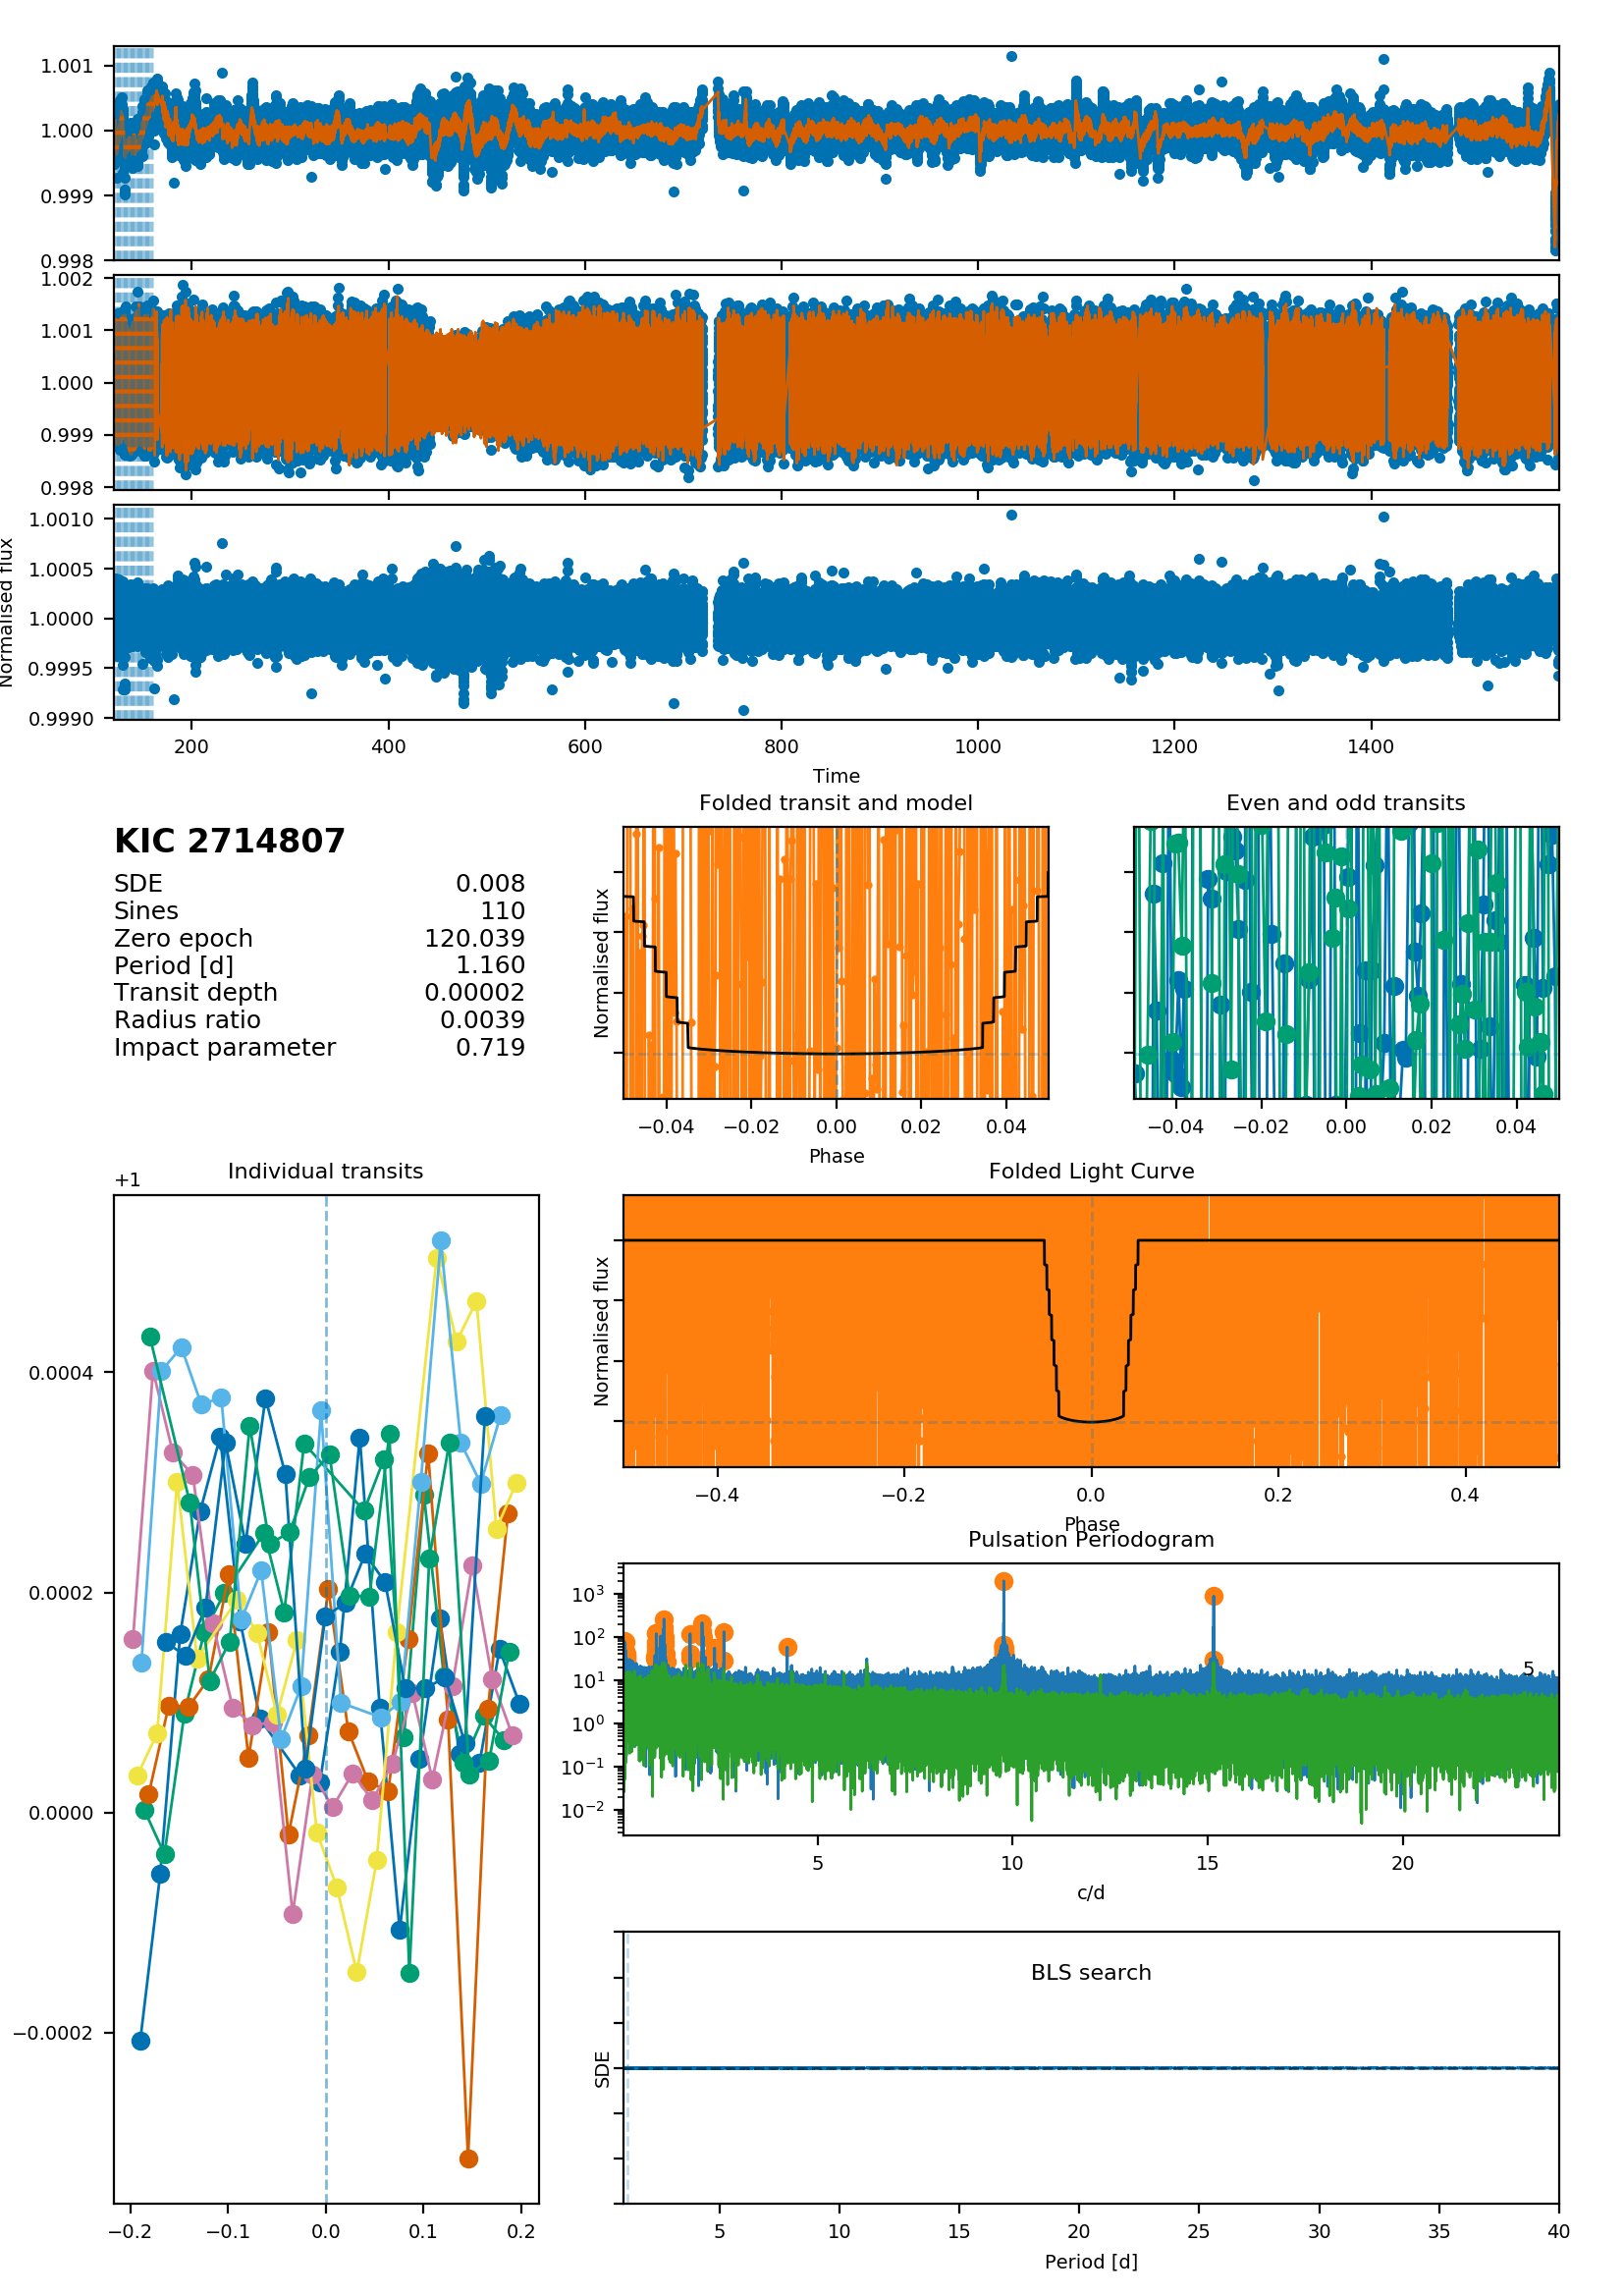 1.001
1.000
0.999
0.998
1.002
1.001
1.000
0.999
0.998
1.0010
1.0005
1.0000
0.9995
0.9990
Normalised flux
200 400 600 800 1000 1200 1400
Time
KIC 2714807
SDE 0.008
Sines 110
Zero epoch 120.039
Period [d] 1.160
Transit depth 0.00002
Radius ratio 0.0039
Impact parameter 0.719
Folded transit and model
Normalised flux
−0.04 −0.02 0.00 0.02 0.04
Phase
Even and odd transits
−0.04 −0.02 0.00 0.02 0.04
Individual transits
+1
0.0004
0.0002
0.0000
−0.0002
−0.2 −0.1 0.0 0.1 0.2
Folded Light Curve
Normalised flux
−0.4 −0.2 0.0 0.2 0.4
Phase
Pulsation Periodogram
10³
10²
10¹
10⁰
10⁻¹
10⁻²
5
5 10 15 20
c/d
BLS search
SDE
5 10 15 20 25 30 35 40
Period [d]